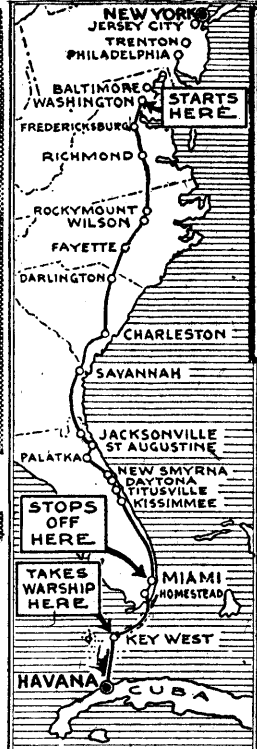 NEW YORK
JERSEY CITY
TRENTON
PHILADELPHIA
BALTIMORE
WASHINGTON
STARTS
HERE
FREDERICKSBURG
RICHMOND
ROCKYMOUNT
WILSON
FAYETTE
DARLINGTON
CHARLESTON
SAVANNAH
JACKSONVILLE
ST AUGUSTINE
PALATKA
NEW SMYRNA
DAYTONA
TITUSVILLE
KISSIMMEE
STOPS
OFF
HERE
MIAMI
HOMESTEAD
TAKES
WARSHIP
HERE
KEY WEST
HAVANA
CUBA